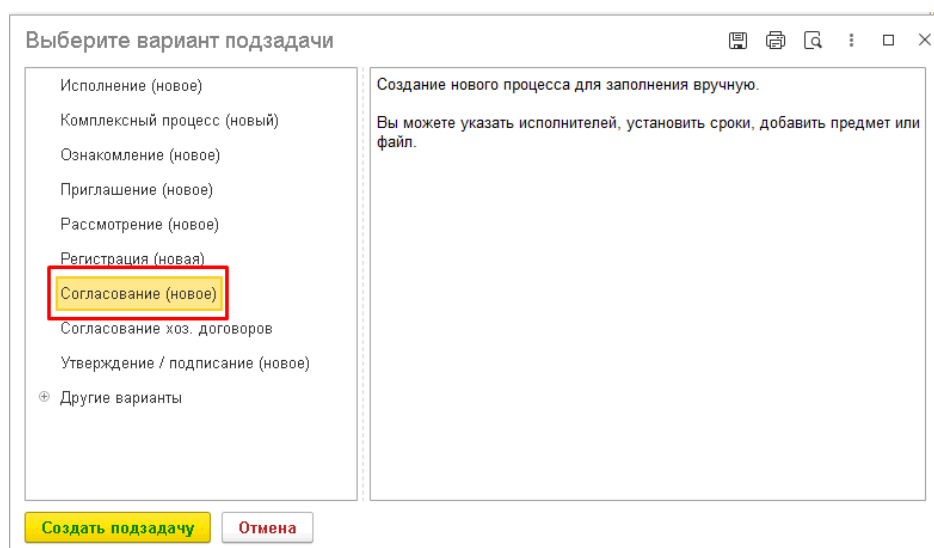 Выберите вариант подзадачи
Исполнение (новое)
Комплексный процесс (новый)
Ознакомление (новое)
Приглашение (новое)
Рассмотрение (новое)
Регистрация (новая)
Согласование (новое)
Согласование хоз. договоров
Утверждение / подписание (новое)
Другие варианты
Создание нового процесса для заполнения вручную.
Вы можете указать исполнителей, установить сроки, добавить предмет или
файл.
Создать подзадачу
Отмена